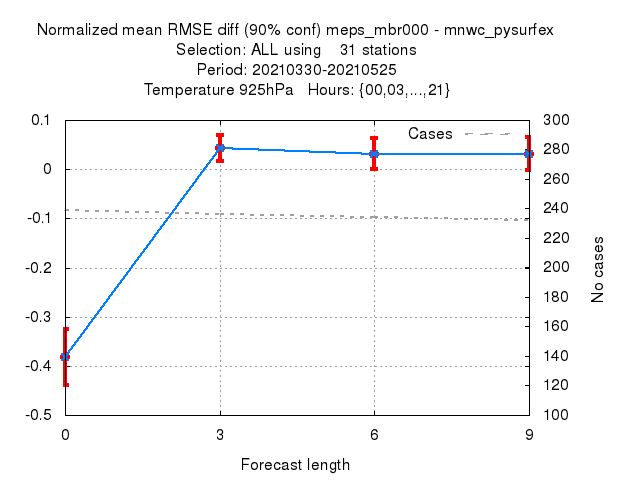 Normalized mean RMSE diff (90% conf) meps_mbr000 - mnwc_pysurfex
Selection: ALL using    31 stations
Period: 20210330-20210525
Temperature 925hPa   Hours: {00,03,...,21}
Cases
0.1
0
-0.1
-0.2
-0.3
-0.4
-0.5
300
280
260
240
220
200
180
160
140
120
100
No cases
0 3 6 9
Forecast length